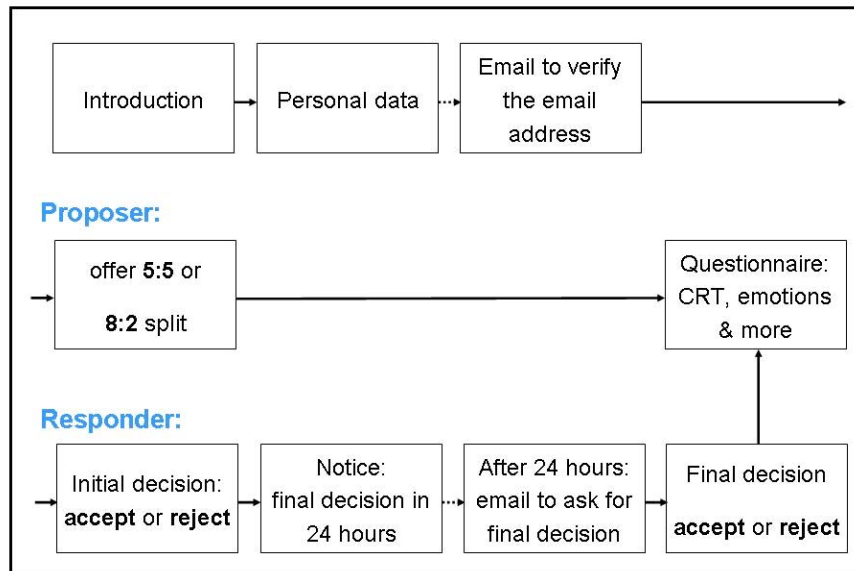 Introduction
Personal data
Email to verify
the email
address
Proposer:
offer 5:5 or
8:2 split
Questionnaire:
CRT, emotions
& more
Responder:
Initial decision:
accept or reject
Notice:
final decision in
24 hours
After 24 hours:
email to ask for
final decision
Final decision
accept or reject